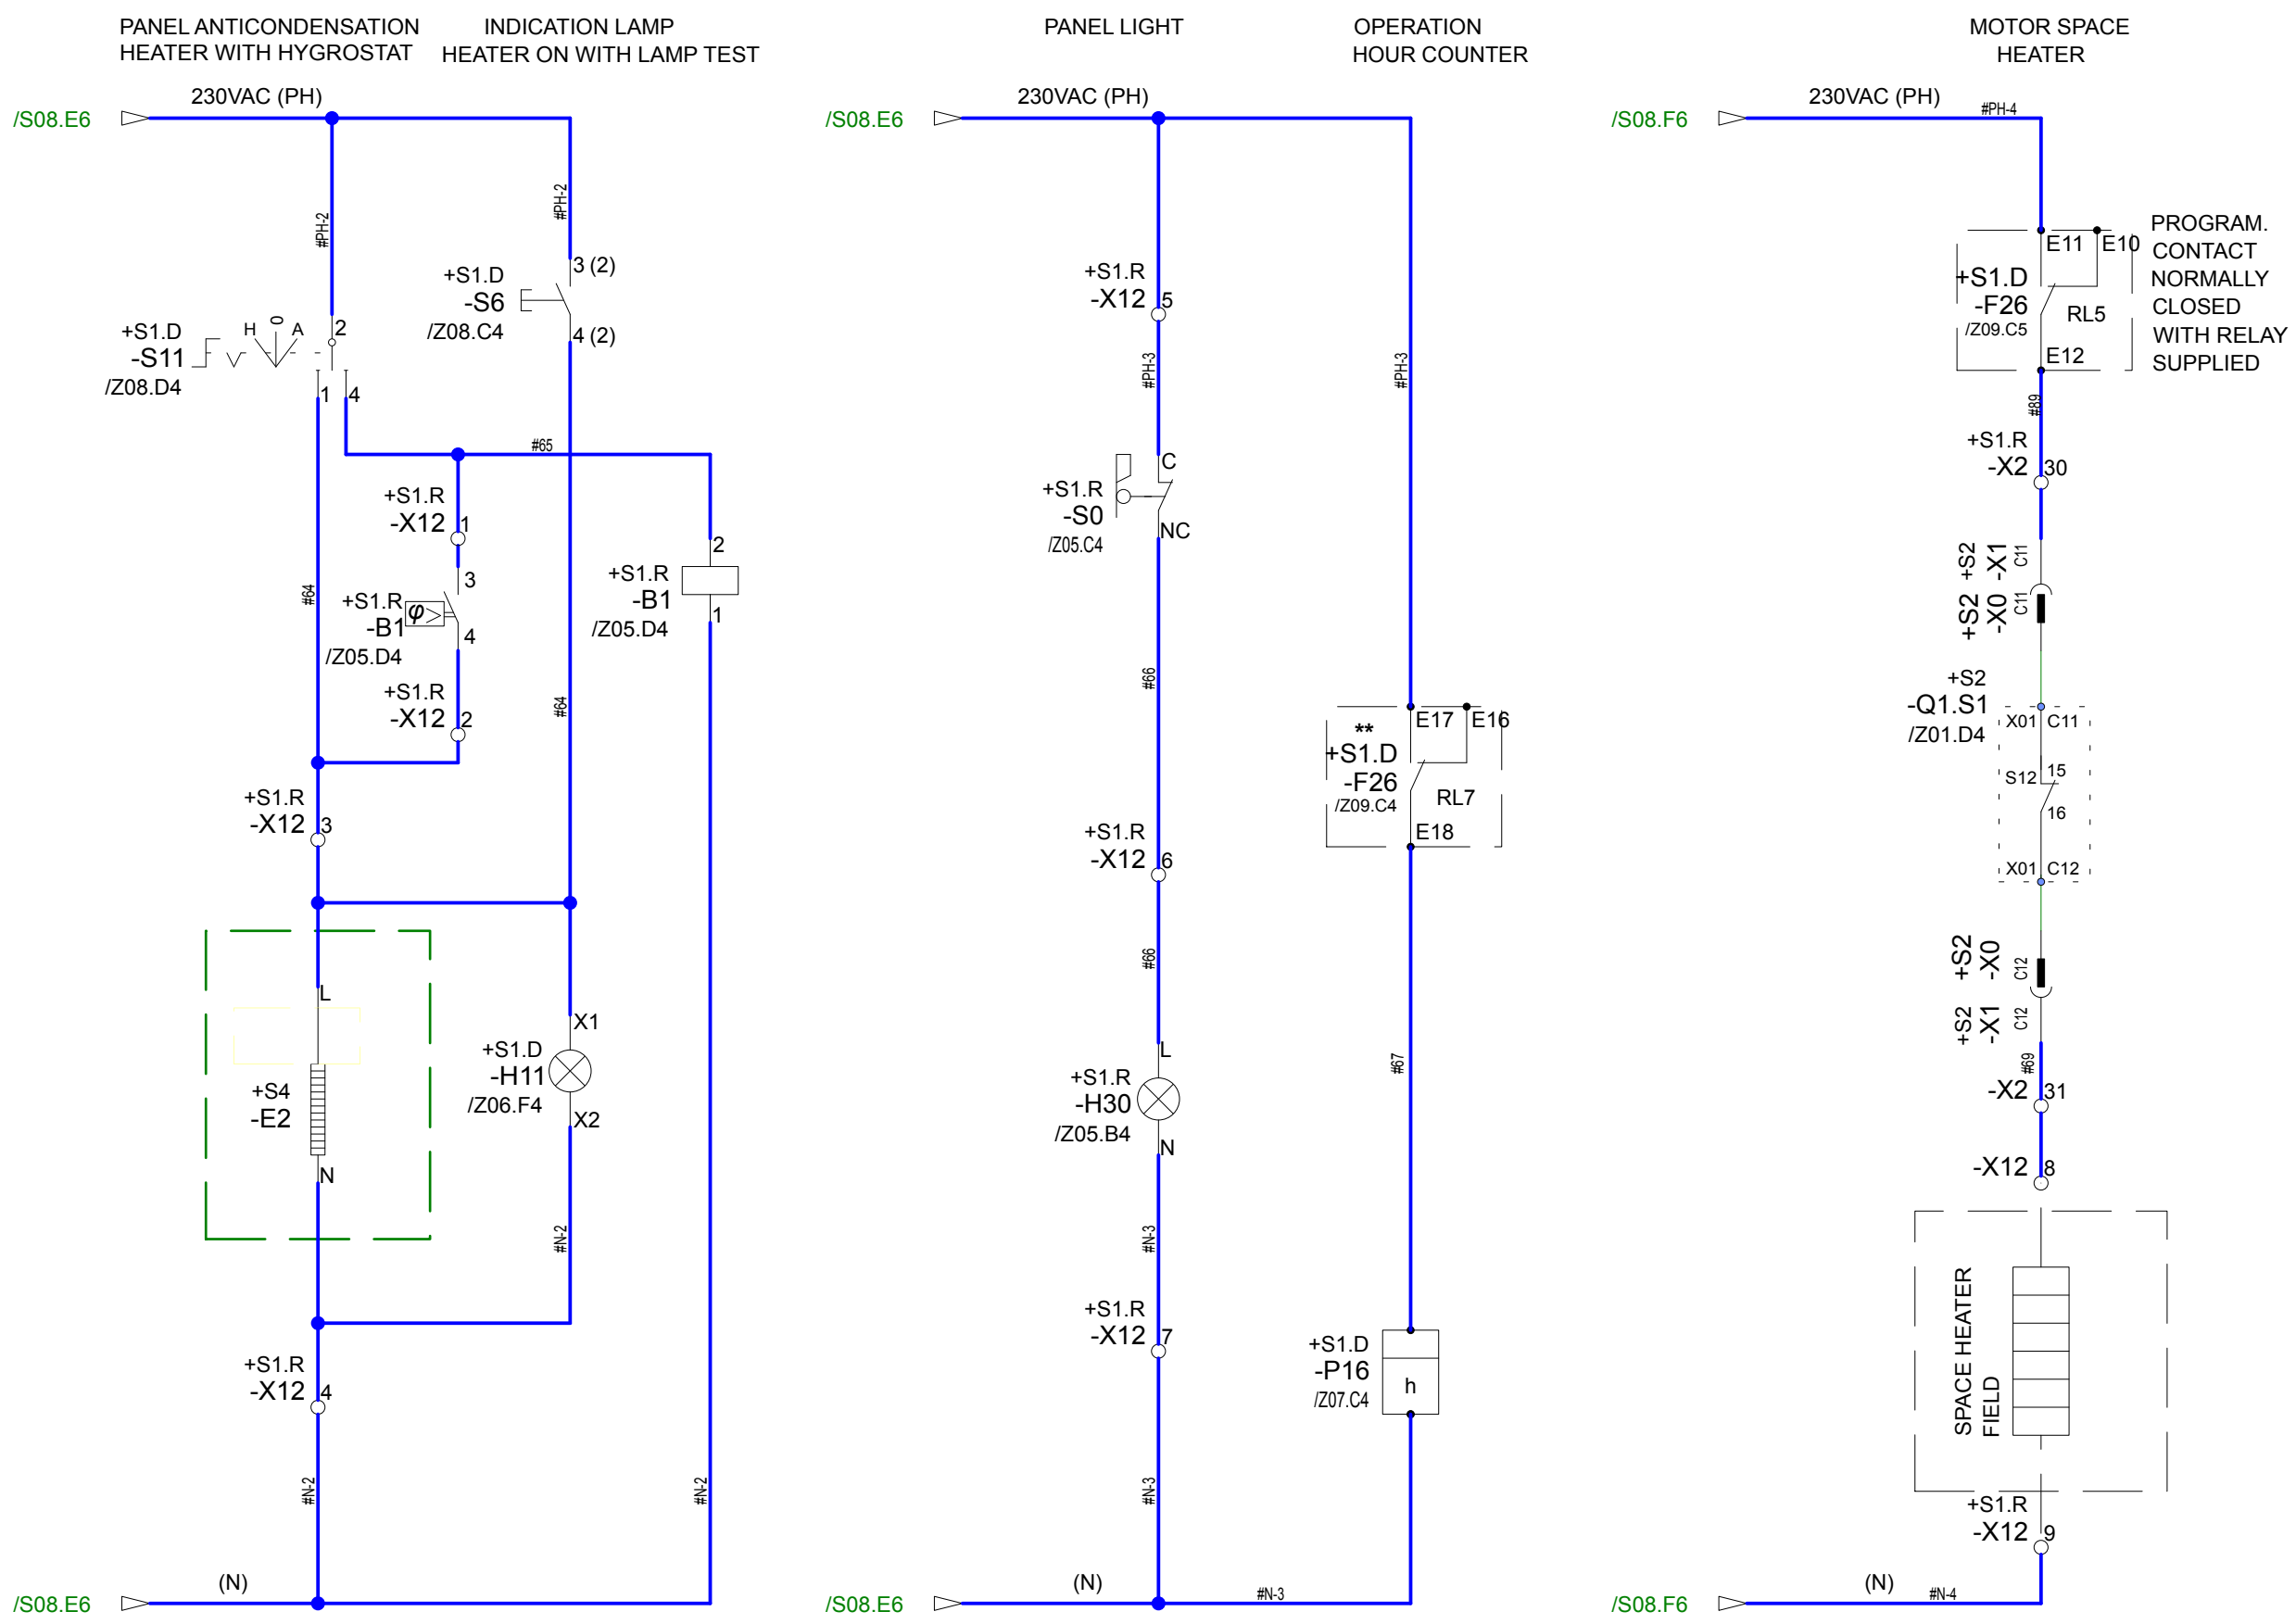 PANEL ANTICONDENSATION
HEATER WITH HYGROSTAT
INDICATION LAMP
HEATER ON WITH LAMP TEST
230VAC (PH)
/S08.E6
#PH-2
#PH-2
+S1.D
-S11
/Z08.D4
H
0
A
2
1
4
+S1.D
-S6
/Z08.C4
3 (2)
4 (2)
#65
+S1.R
-X12
1
#64
+S1.R
-B1
/Z05.D4
φ>
3
4
+S1.R
-B1
/Z05.D4
2
1
+S1.R
-X12
2
#64
+S1.R
-X12
3
L
+S4
-E2
N
X1
+S1.D
-H11
/Z06.F4
X2
#N-2
+S1.R
-X12
4
#N-2
#N-2
(N)
/S08.E6
PANEL LIGHT
OPERATION
HOUR COUNTER
230VAC (PH)
/S08.E6
+S1.R
-X12
5
#PH-3
#PH-3
+S1.R
-S0
/Z05.C4
C
NC
#66
**
+S1.D
-F26
/Z09.C4
E17
E16
RL7
E18
+S1.R
-X12
6
#66
#67
L
+S1.R
-H30
/Z05.B4
N
#N-3
+S1.R
-X12
7
+S1.D
-P16
/Z07.C4
h
#N-3
(N)
#N-3
/S08.E6
MOTOR SPACE
HEATER
230VAC (PH)
#PH-4
/S08.F6
+S1.D
-F26
/Z09.C5
E11
E10
RL5
E12
PROGRAM.
CONTACT
NORMALLY
CLOSED
WITH RELAY
SUPPLIED
#89
+S1.R
-X2
30
+S2
-X1
C11
+S2
-X0
C11
+S2
-Q1.S1
/Z01.D4
X01
C11
S12
15
16
X01
C12
+S2
-X0
C12
+S2
-X1
C12
#69
-X2
31
-X12
8
SPACE HEATER
FIELD
+S1.R
-X12
9
(N)
#N-4
/S08.F6